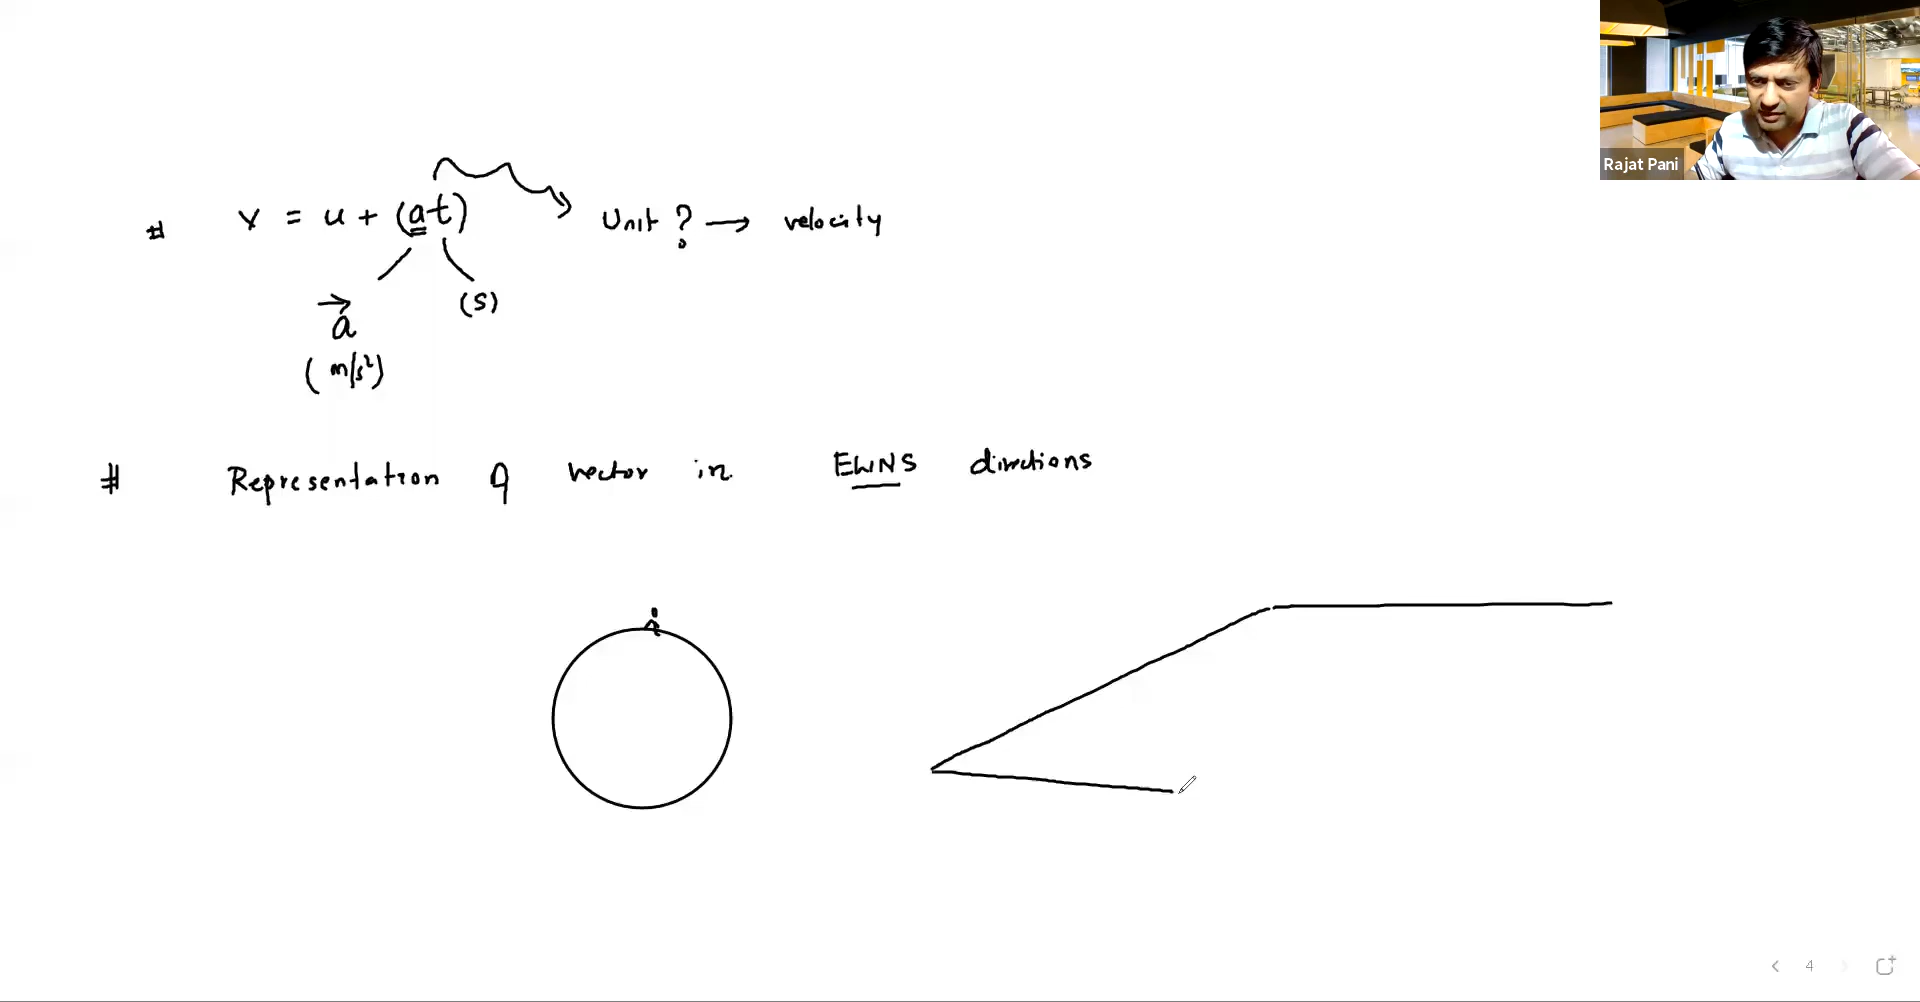 Rajat Pani
# v = u + (at) Unit ? → velocity
a⃗ (s)
(m/s²)
# Representation of vector in EWNS directions
4